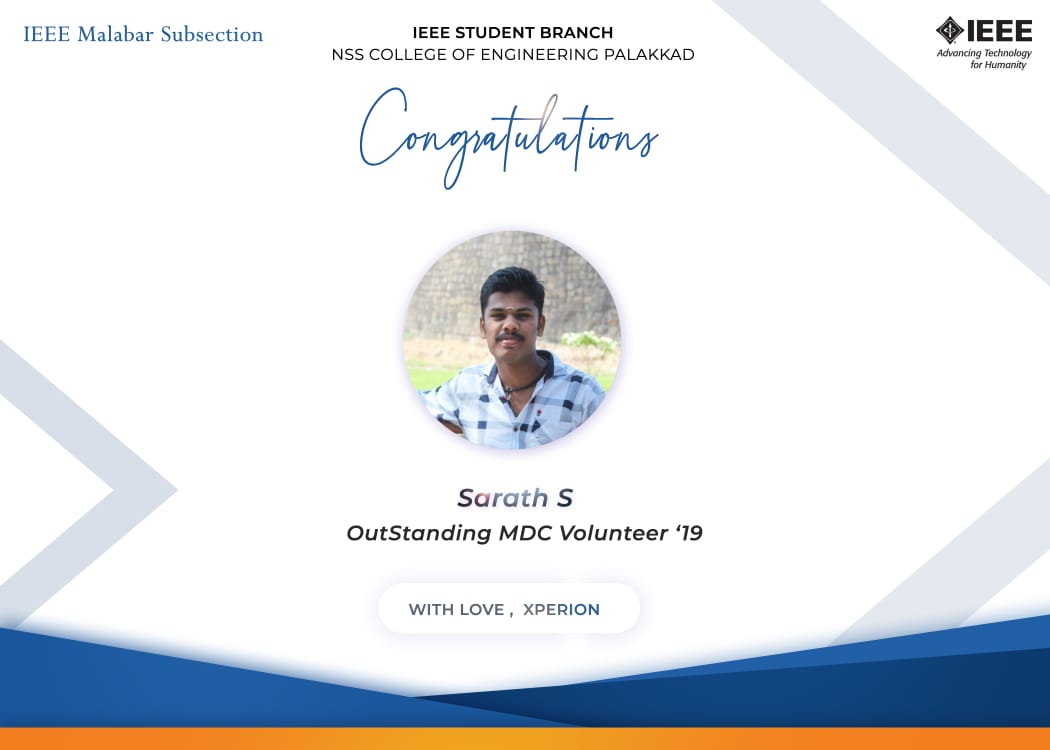 IEEE Malabar Subsection
IEEE STUDENT BRANCH
NSS COLLEGE OF ENGINEERING PALAKKAD
IEEE
Advancing Technology
for Humanity
Congratulations
Sarath S
OutStanding MDC Volunteer ‘19
WITH LOVE , XPERION